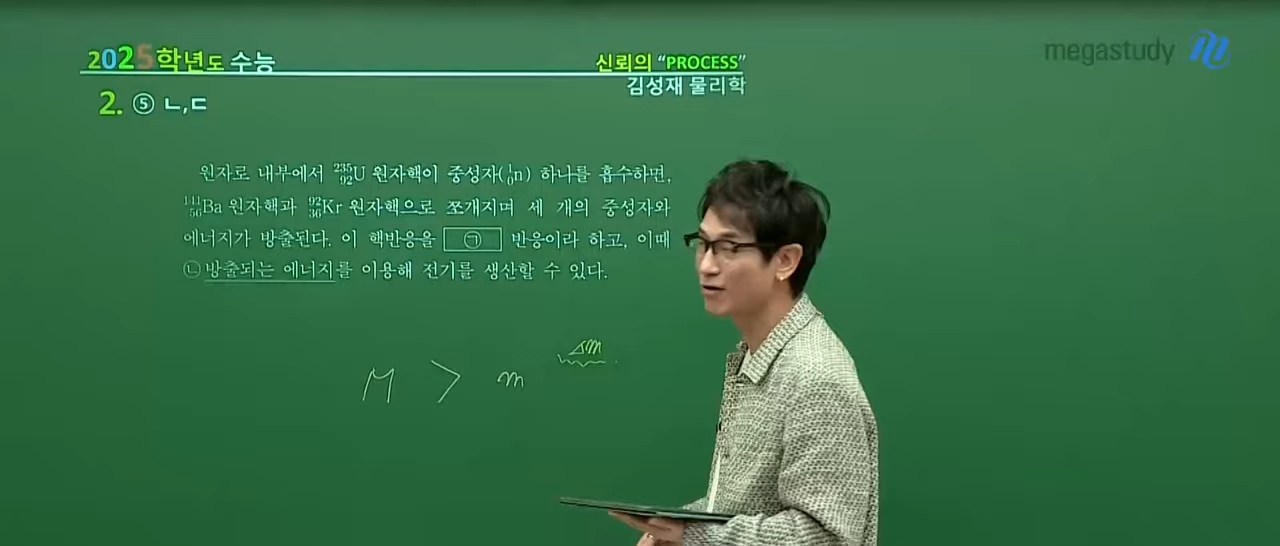 megastudy
2025학년도 수능
신뢰의 “PROCESS”
김성재 물리학
2. ⑤ ㄴ,ㄷ
원자로 내부에서 ²³⁵₉₂U 원자핵이 중성자(¹₀n) 하나를 흡수하면,
¹⁴¹₅₆Ba 원자핵과 ⁹²₃₆Kr 원자핵으로 쪼개지며 세 개의 중성자와
에너지가 방출된다. 이 핵반응을 ㉠ 반응이라 하고, 이때
㉡방출되는 에너지를 이용해 전기를 생산할 수 있다.
Δm
M > m